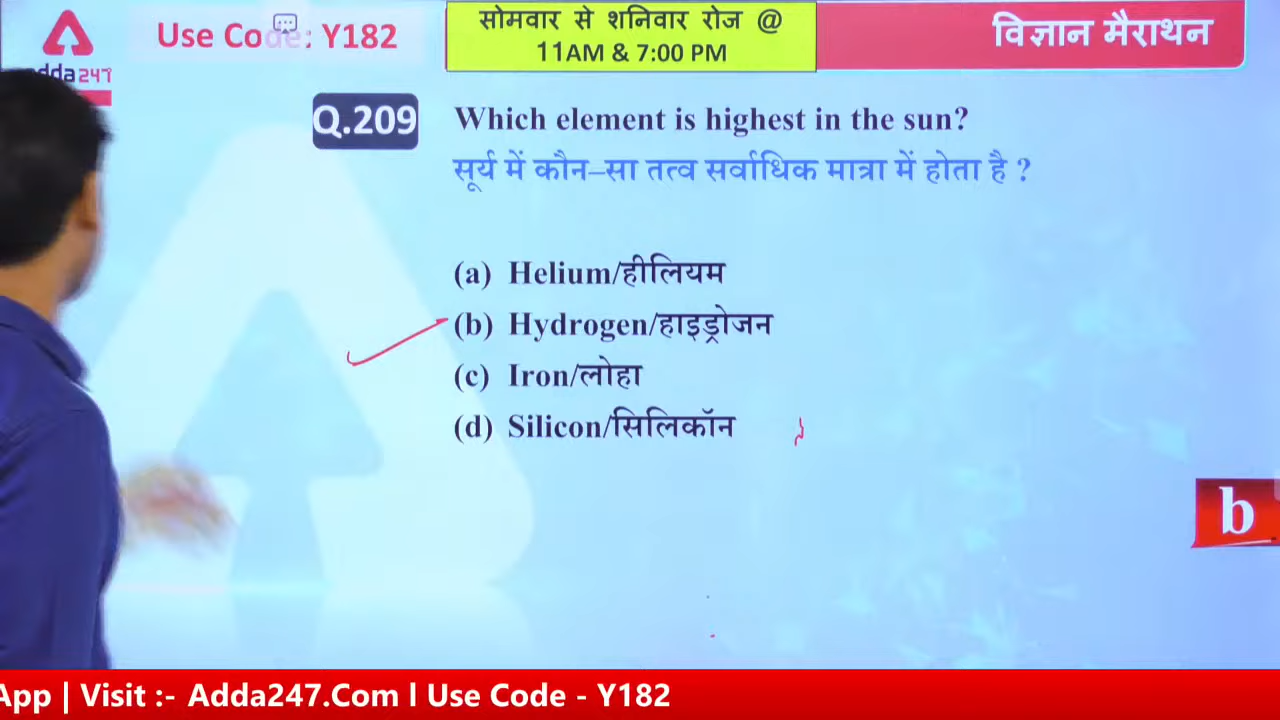 Use Code: Y182
सोमवार से शनिवार रोज @
11AM & 7:00 PM
विज्ञान मैराथन
adda247
Q.209 Which element is highest in the sun?
सूर्य में कौन–सा तत्व सर्वाधिक मात्रा में होता है ?
(a) Helium/हीलियम
(b) Hydrogen/हाइड्रोजन
(c) Iron/लोहा
(d) Silicon/सिलिकॉन
b
App | Visit :- Adda247.Com l Use Code - Y182